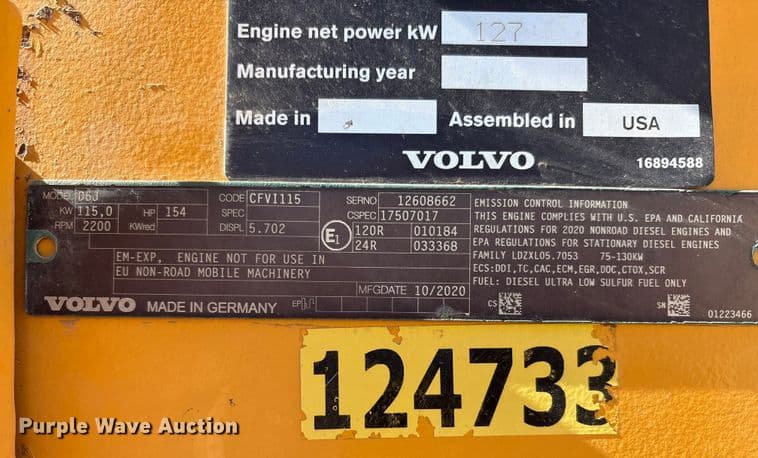 Engine net power kW 127
Manufacturing year
Made in Assembled in USA
VOLVO 16894588
MODEL D6J CODE CFVI115 SERNO 12608662
KW 115,0 HP 154 SPEC CSPEC 17507017
RPM 2200 KWred DISPL 5.702 E1 120R 010184
24R 033368
EM-EXP, ENGINE NOT FOR USE IN
EU NON-ROAD MOBILE MACHINERY
MFGDATE 10/2020
VOLVO MADE IN GERMANY EP
EMISSION CONTROL INFORMATION
THIS ENGINE COMPLIES WITH U.S. EPA AND CALIFORNIA
REGULATIONS FOR 2020 NONROAD DIESEL ENGINES AND
EPA REGULATIONS FOR STATIONARY DIESEL ENGINES
FAMILY LDZXL05.7053 75-130KW
ECS: DDI,TC,CAC,ECM,EGR,OOC,CTOX,SCR
FUEL: DIESEL ULTRA LOW SULFUR FUEL ONLY
CS SN 01223466
124733
Purple Wave Auction